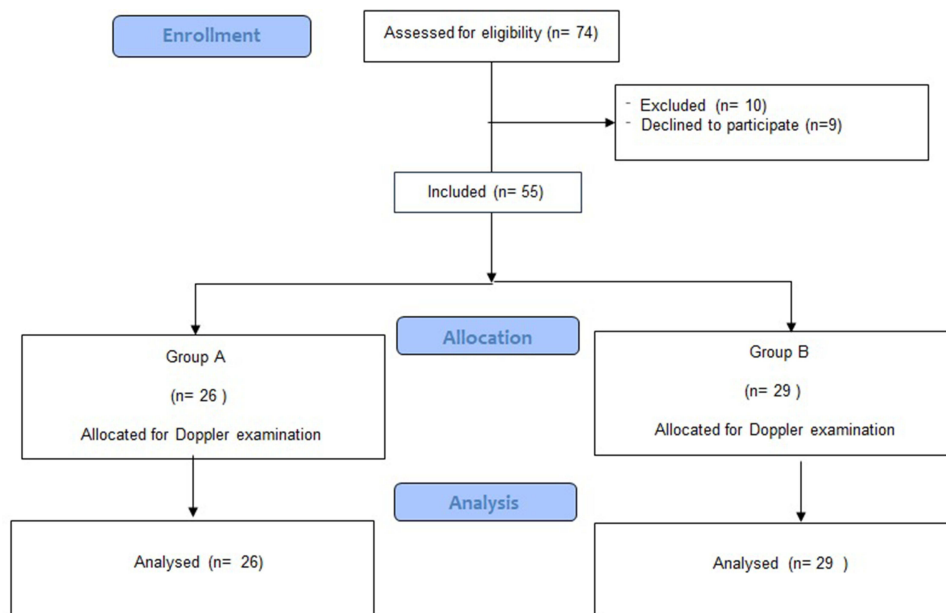 Enrollment
Assessed for eligibility (n= 74)
- Excluded (n= 10)
- Declined to participate (n=9)
Included (n= 55)
Allocation
Group A
(n= 26 )
Allocated for Doppler examination
Group B
(n= 29 )
Allocated for Doppler examination
Analysis
Analysed (n= 26)
Analysed (n= 29 )